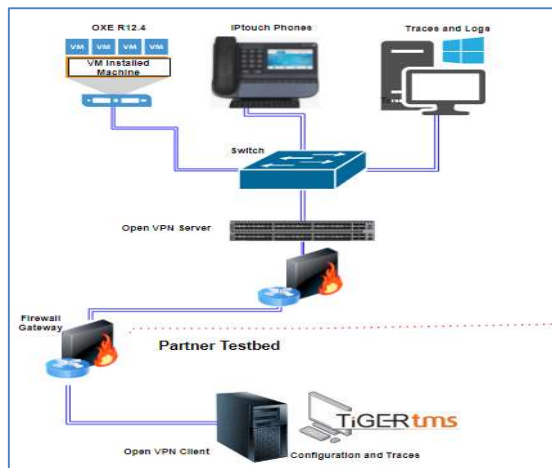 OXE R12.4
IPtouch Phones
Traces and Logs
VM VM VM VM
VM Installed
Machine
Switch
Open VPN Server
Firewall
Gateway
Partner Testbed
TiGERtms
Open VPN Client
Configuration and Traces